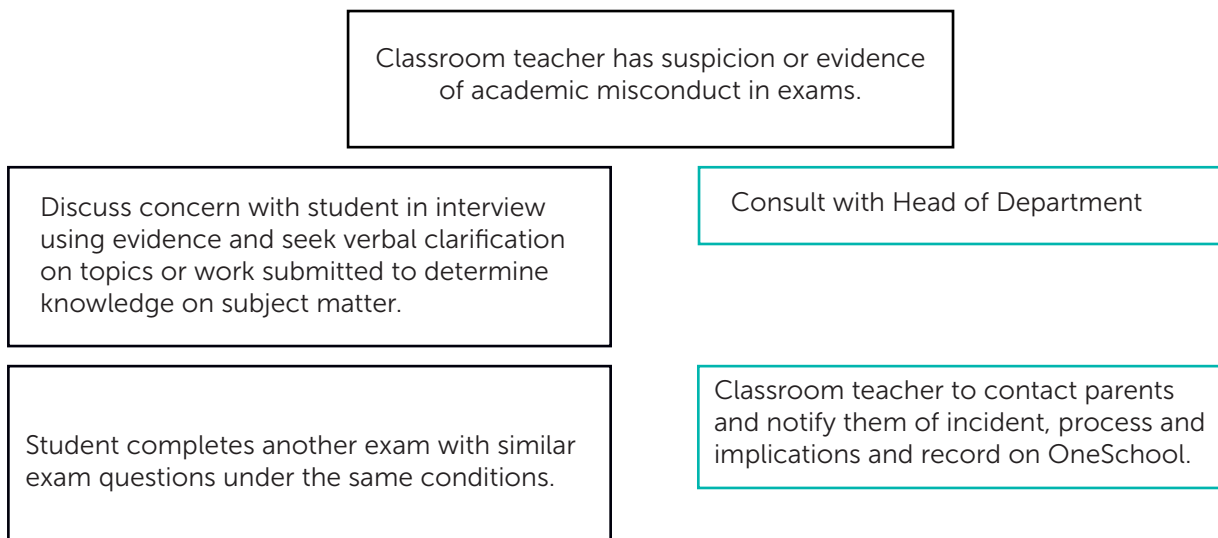 Classroom teacher has suspicion or evidence
of academic misconduct in exams.
Discuss concern with student in interview
using evidence and seek verbal clarification
on topics or work submitted to determine
knowledge on subject matter.
Consult with Head of Department
Student completes another exam with similar
exam questions under the same conditions.
Classroom teacher to contact parents
and notify them of incident, process and
implications and record on OneSchool.